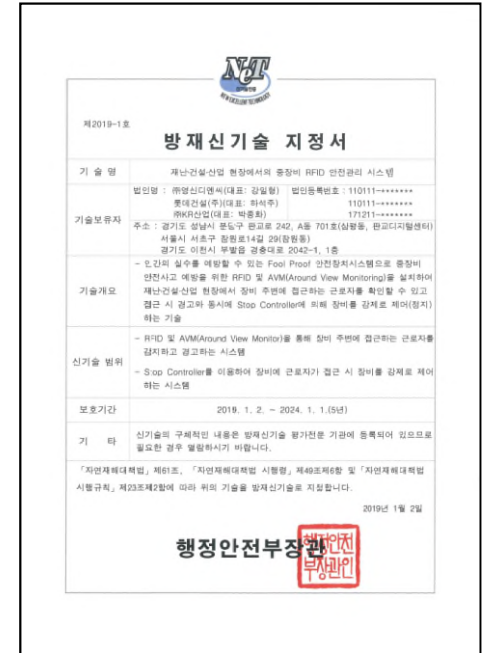 NeT
신기술인증
NEW EXCELLENT TECHNOLOGY
제2019-1호
방재신기술 지정서
기 술 명
재난·건설·산업 현장에서의 중장비 RFID 안전관리 시스템
기술보유자
법인명 : ㈜영신디엔씨(대표: 강일형) 법인등록번호 : 110111-*******
롯데건설(주)(대표: 하석주) 110111-*******
㈜KR산업(대표: 박종화) 171211-*******
주소 : 경기도 성남시 분당구 판교로 242, A동 701호(삼평동, 판교디지털센터)
서울시 서초구 잠원로14길 29(잠원동)
경기도 이천시 부발읍 경충대로 2042-1, 1층
기술개요
- 인간의 실수를 예방할 수 있는 Fool Proof 안전장치시스템으로 중장비
안전사고 예방을 위한 RFID 및 AVM(Around View Monitoring)을 설치하여
재난·건설·산업 현장에서 장비 주변에 접근하는 근로자를 확인할 수 있고
접근 시 경고와 동시에 Stop Controller에 의해 장비를 강제로 제어(정지)
하는 기술
신기술 범위
- RFID 및 AVM(Around View Monitor)을 통해 장비 주변에 접근하는 근로자를
감지하고 경고하는 시스템
- Stop Controller를 이용하여 장비에 근로자가 접근 시 장비를 강제로 제어
하는 시스템
보호기간
2019. 1. 2. ~ 2024. 1. 1.(5년)
기 타
신기술의 구체적인 내용은 방재신기술 평가전문 기관에 등록되어 있으므로
필요한 경우 열람하시기 바랍니다.
「자연재해대책법」제61조, 「자연재해대책법 시행령」제49조제6항 및「자연재해대책법
시행규칙」제23조제2항에 따라 위의 기술을 방재신기술로 지정합니다.
2019년 1월 2일
행정안전부장관
행정안전
부장관인